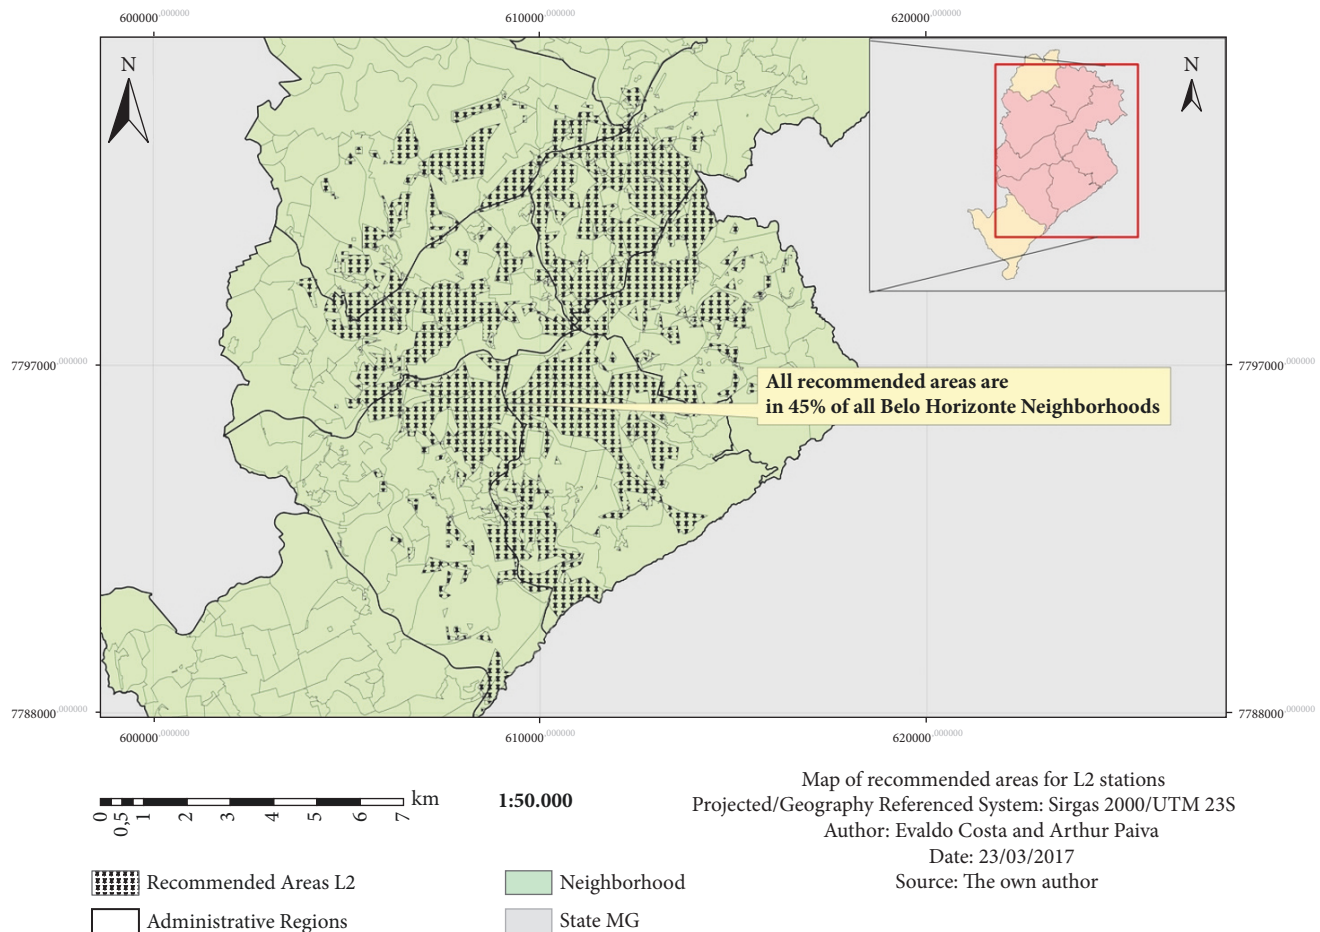 600000,000000 610000,000000 620000,000000
N
N
7797000,000000
7797000,000000
All recommended areas are
in 45% of all Belo Horizonte Neighborhoods
7788000,000000
7788000,000000
600000,000000 610000,000000 620000,000000
km
0 0,5 1 2 3 4 5 6 7
1:50.000
Map of recommended areas for L2 stations
Projected/Geography Referenced System: Sirgas 2000/UTM 23S
Author: Evaldo Costa and Arthur Paiva
Date: 23/03/2017
Source: The own author
Recommended Areas L2
Neighborhood
Administrative Regions
State MG